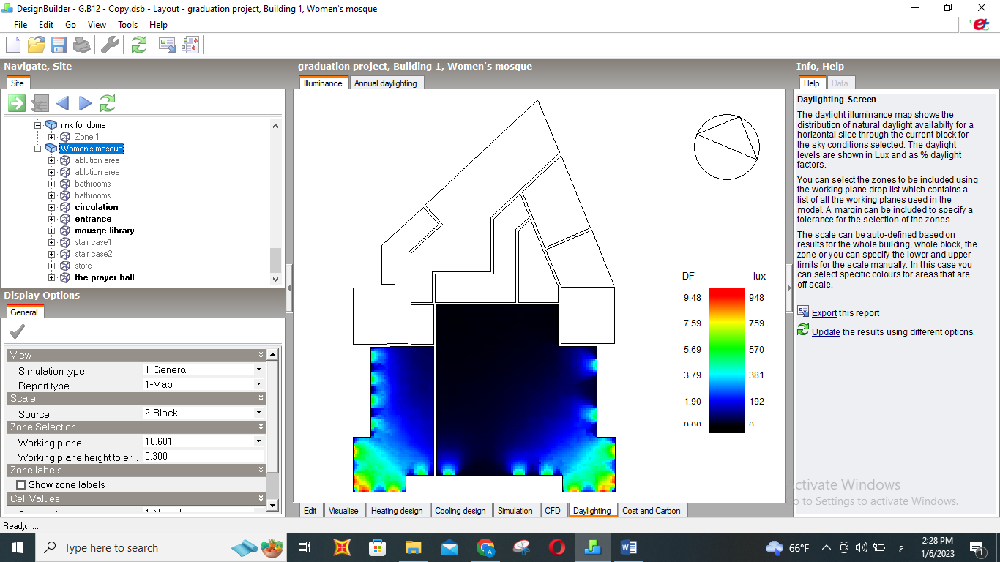 DesignBuilder - G.B12 - Copy.dsb - Layout - graduation project, Building 1, Women's mosque
File Edit Go View Tools Help
Navigate, Site
Site
rink for dome
Zone 1
Women's mosque
ablution area
ablution area
bathrooms
bathrooms
circulation
entrance
mousqe library
stair case1
stair case2
store
the prayer hall
Display Options
General
View
Simulation type 1-General
Report type 1-Map
Scale
Source 2-Block
Zone Selection
Working plane 10.601
Working plane height toler... 0.300
Zone labels
Show zone labels
Cell Values
graduation project, Building 1, Women's mosque
Illuminance Annual daylighting
DF lux
9.48 948
7.59 759
5.69 570
3.79 381
1.90 192
0.00 0
Edit Visualise Heating design Cooling design Simulation CFD Daylighting Cost and Carbon
Info, Help
Help Data
Daylighting Screen
The daylight illuminance map shows the
distribution of natural daylight availabilty for a
horizontal slice through the current block for
the sky conditions selected. The daylight
levels are shown in Lux and as % daylight
factors.
You can select the zones to be included using
the working plane drop list which contains a
list of all the working planes used in the
model. A margin can be included to specify a
tolerance for the selection of the zones.
The scale can be auto-defined based on
results for the whole building, whole block, the
zone or you can specify the lower and upper
limits for the scale manually. In this case you
can select specific colours for areas that are
off scale.
Export this report
Update the results using different options.
Activate Windows
Go to Settings to activate Windows.
Ready......
Type here to search
66°F
ع
2:28 PM
1/6/2023
1